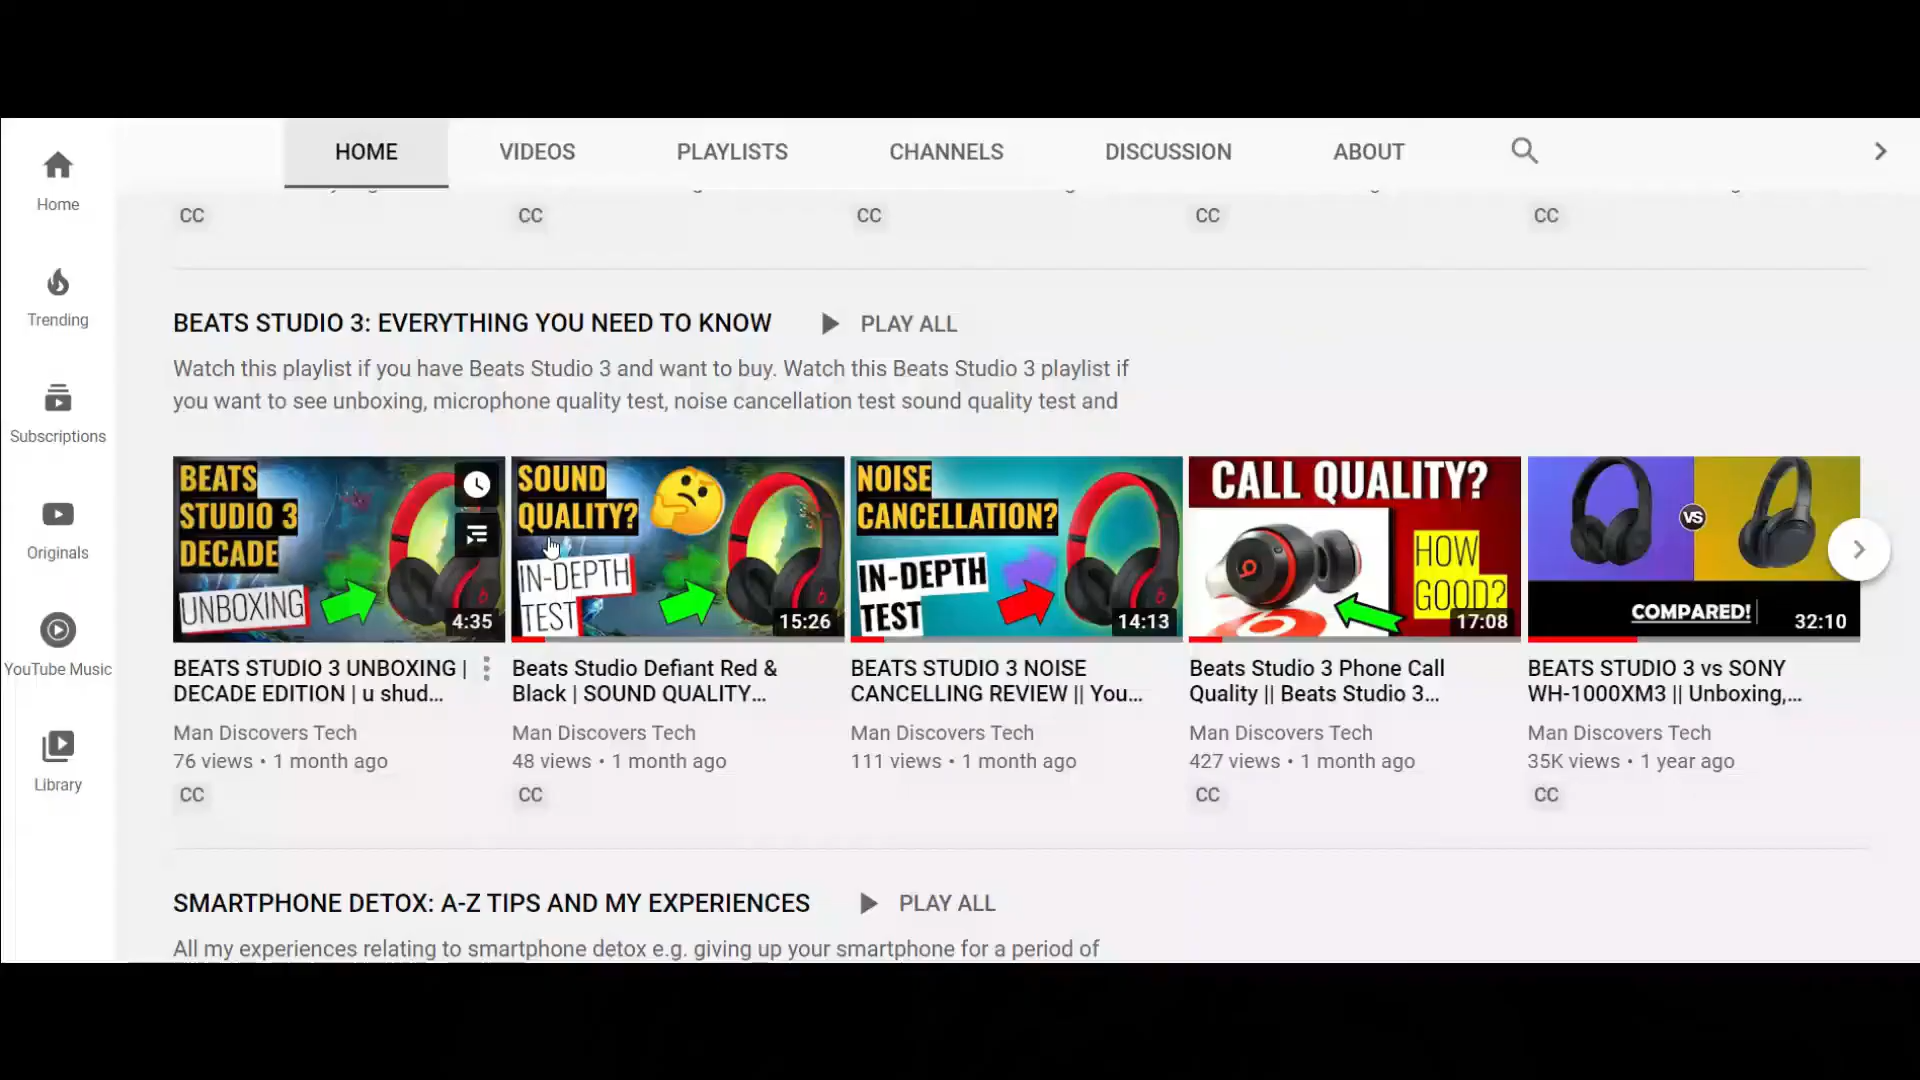 HOME
VIDEOS
PLAYLISTS
CHANNELS
DISCUSSION
ABOUT
Home
Trending
Subscriptions
Originals
YouTube Music
Library
CC
CC
CC
CC
CC
BEATS STUDIO 3: EVERYTHING YOU NEED TO KNOW
PLAY ALL
Watch this playlist if you have Beats Studio 3 and want to buy. Watch this Beats Studio 3 playlist if
you want to see unboxing, microphone quality test, noise cancellation test sound quality test and
BEATS
STUDIO 3
DECADE
UNBOXING
4:35
SOUND
QUALITY?
IN-DEPTH
TEST
15:26
NOISE
CANCELLATION?
IN-DEPTH
TEST
14:13
CALL QUALITY?
HOW
GOOD?
17:08
VS
COMPARED!
32:10
BEATS STUDIO 3 UNBOXING |
DECADE EDITION | u shud...
Man Discovers Tech
76 views • 1 month ago
CC
Beats Studio Defiant Red &
Black | SOUND QUALITY...
Man Discovers Tech
48 views • 1 month ago
CC
BEATS STUDIO 3 NOISE
CANCELLING REVIEW || You...
Man Discovers Tech
111 views • 1 month ago
Beats Studio 3 Phone Call
Quality || Beats Studio 3...
Man Discovers Tech
427 views • 1 month ago
CC
BEATS STUDIO 3 vs SONY
WH-1000XM3 || Unboxing,...
Man Discovers Tech
35K views • 1 year ago
CC
SMARTPHONE DETOX: A-Z TIPS AND MY EXPERIENCES
PLAY ALL
All my experiences relating to smartphone detox e.g. giving up your smartphone for a period of